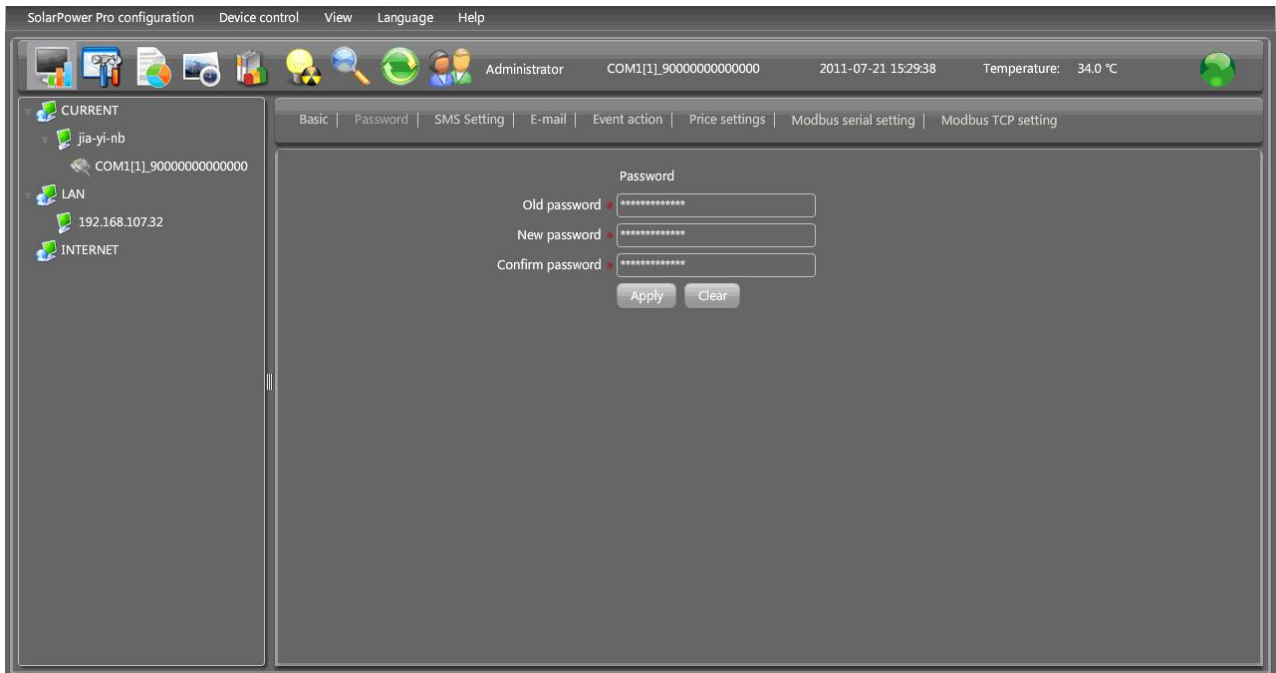 SolarPower Pro configuration Device control View Language Help
Administrator COM1[1]_90000000000000 2011-07-21 15:29:38 Temperature: 34.0 ℃
CURRENT
jia-yi-nb
COM1[1]_90000000000000
LAN
192.168.107.32
INTERNET
Basic | Password | SMS Setting | E-mail | Event action | Price settings | Modbus serial setting | Modbus TCP setting
Password
Old password * *************
New password * *************
Confirm password * *************
Apply Clear